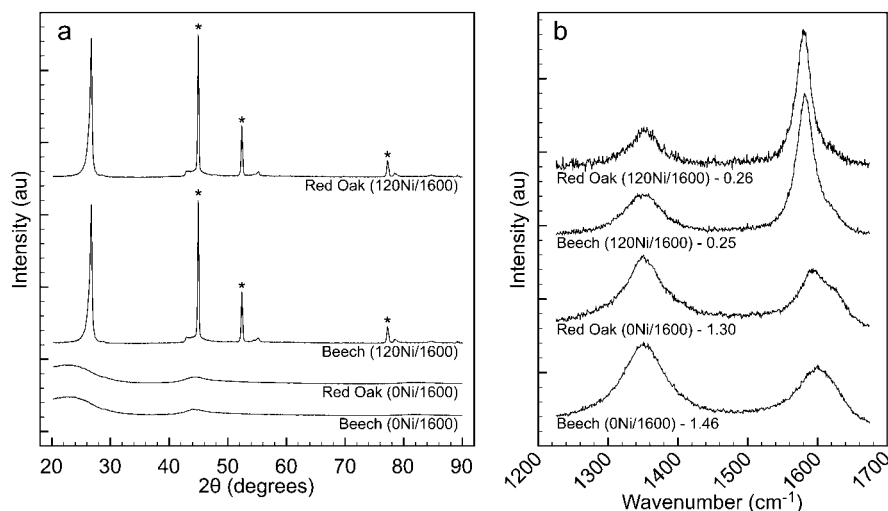 a
*
*
*
Red Oak (120Ni/1600)
*
*
*
Beech (120Ni/1600)
Red Oak (0Ni/1600)
Beech (0Ni/1600)
Intensity (au)
20 30 40 50 60 70 80 90
2θ (degrees)
b
Red Oak (120Ni/1600) - 0.26
Beech (120Ni/1600) - 0.25
Red Oak (0Ni/1600) - 1.30
Beech (0Ni/1600) - 1.46
Intensity (au)
1200 1300 1400 1500 1600 1700
Wavenumber (cm⁻¹)